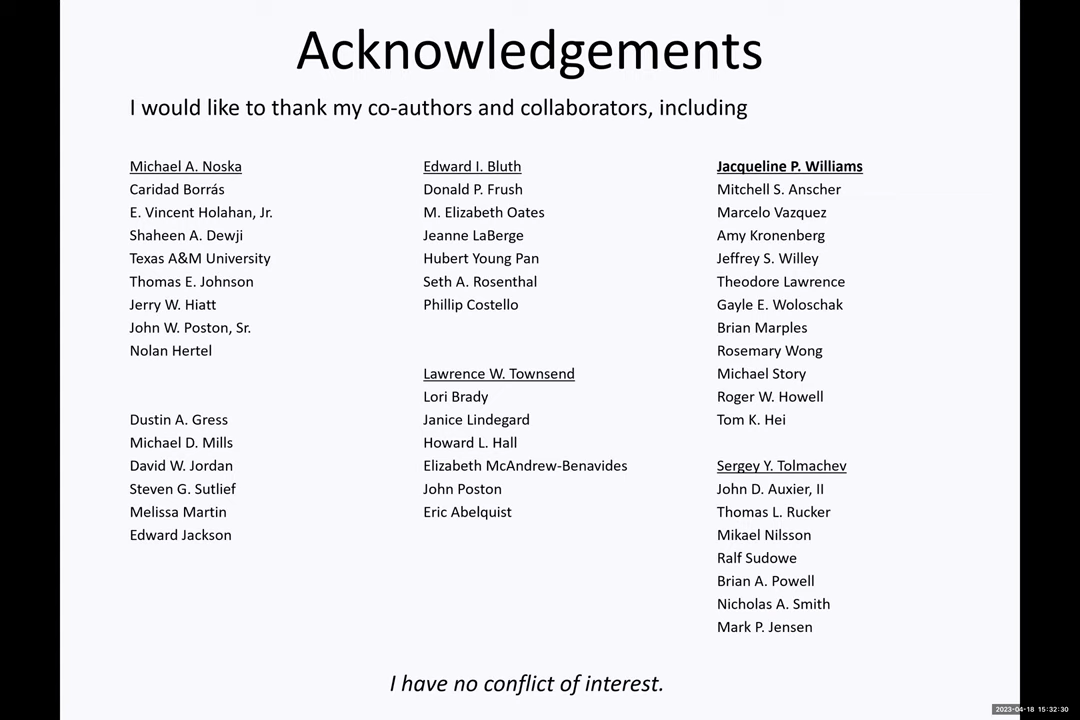 Acknowledgements
I would like to thank my co-authors and collaborators, including
Michael A. Noska
Caridad Borrás
E. Vincent Holahan, Jr.
Shaheen A. Dewji
Texas A&M University
Thomas E. Johnson
Jerry W. Hiatt
John W. Poston, Sr.
Nolan Hertel
Dustin A. Gress
Michael D. Mills
David W. Jordan
Steven G. Sutlief
Melissa Martin
Edward Jackson
Edward I. Bluth
Donald P. Frush
M. Elizabeth Oates
Jeanne LaBerge
Hubert Young Pan
Seth A. Rosenthal
Phillip Costello
Lawrence W. Townsend
Lori Brady
Janice Lindegard
Howard L. Hall
Elizabeth McAndrew-Benavides
John Poston
Eric Abelquist
Jacqueline P. Williams
Mitchell S. Anscher
Marcelo Vazquez
Amy Kronenberg
Jeffrey S. Willey
Theodore Lawrence
Gayle E. Woloschak
Brian Marples
Rosemary Wong
Michael Story
Roger W. Howell
Tom K. Hei
Sergey Y. Tolmachev
John D. Auxier, II
Thomas L. Rucker
Mikael Nilsson
Ralf Sudowe
Brian A. Powell
Nicholas A. Smith
Mark P. Jensen
I have no conflict of interest.
2023-04-18 15:32:30